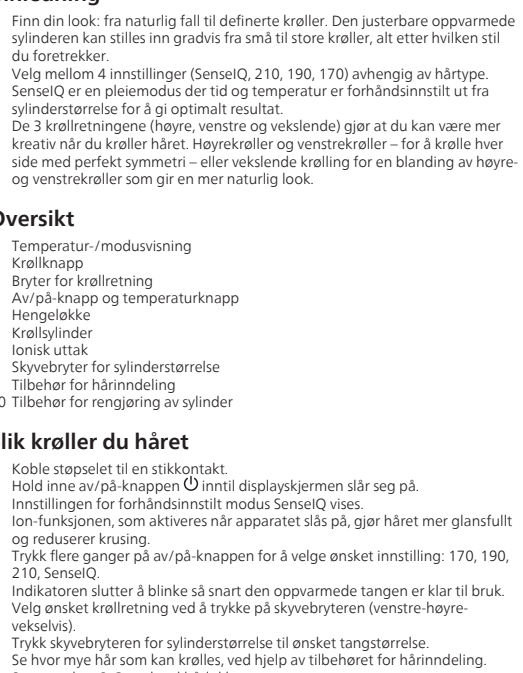 Finn din look: fra naturlig fall til definerte krøller. Den justerbare oppvarmede
sylinderen kan stilles inn gradvis fra små til store krøller, alt etter hvilken stil
du foretrekker.
Velg mellom 4 innstillinger (SenseIQ, 210, 190, 170) avhengig av hårtype.
SenseIQ er en pleiemodus der tid og temperatur er forhåndsinnstilt ut fra
sylinderstørrelse for å gi optimalt resultat.
De 3 krøllretningene (høyre, venstre og vekslende) gjør at du kan være mer
kreativ når du krøller håret. Høyrekrøller og venstrekrøller – for å krølle hver
side med perfekt symmetri – eller vekslende krølling for en blanding av høyre-
og venstrekrøller som gir en mer naturlig look.
Oversikt
Temperatur-/modusvisning
Krøllknapp
Bryter for krøllretning
Av/på-knapp og temperaturknapp
Hengeløkke
Krøllsylinder
Ionisk uttak
Skyvebryter for sylinderstørrelse
Tilbehør for hårinndeling
0 Tilbehør for rengjøring av sylinder
lik krøller du håret
Koble støpselet til en stikkontakt.
Hold inne av/på-knappen ⏻ inntil displayskjermen slår seg på.
Innstillingen for forhåndsinnstilt modus SenseIQ vises.
Ion-funksjonen, som aktiveres når apparatet slås på, gjør håret mer glansfullt
og reduserer krusing.
Trykk flere ganger på av/på-knappen for å velge ønsket innstilling: 170, 190,
210, SenseIQ.
Indikatoren slutter å blinke så snart den oppvarmede tangen er klar til bruk.
Velg ønsket krøllretning ved å trykke på skyvebryteren (venstre-høyre-
vekselvis).
Trykk skyvebryteren for sylinderstørrelse til ønsket tangstørrelse.
Se hvor mye hår som kan krølles, ved hjelp av tilbehøret for hårinndeling.